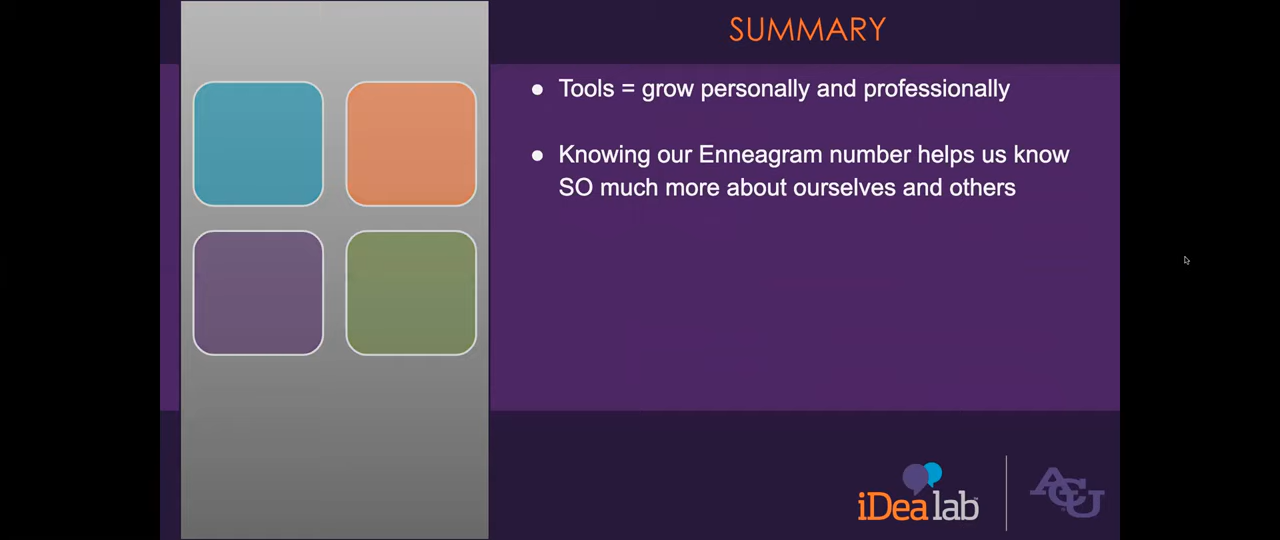 SUMMARY
● Tools = grow personally and professionally
● Knowing our Enneagram number helps us know
SO much more about ourselves and others
iDea lab
ACU